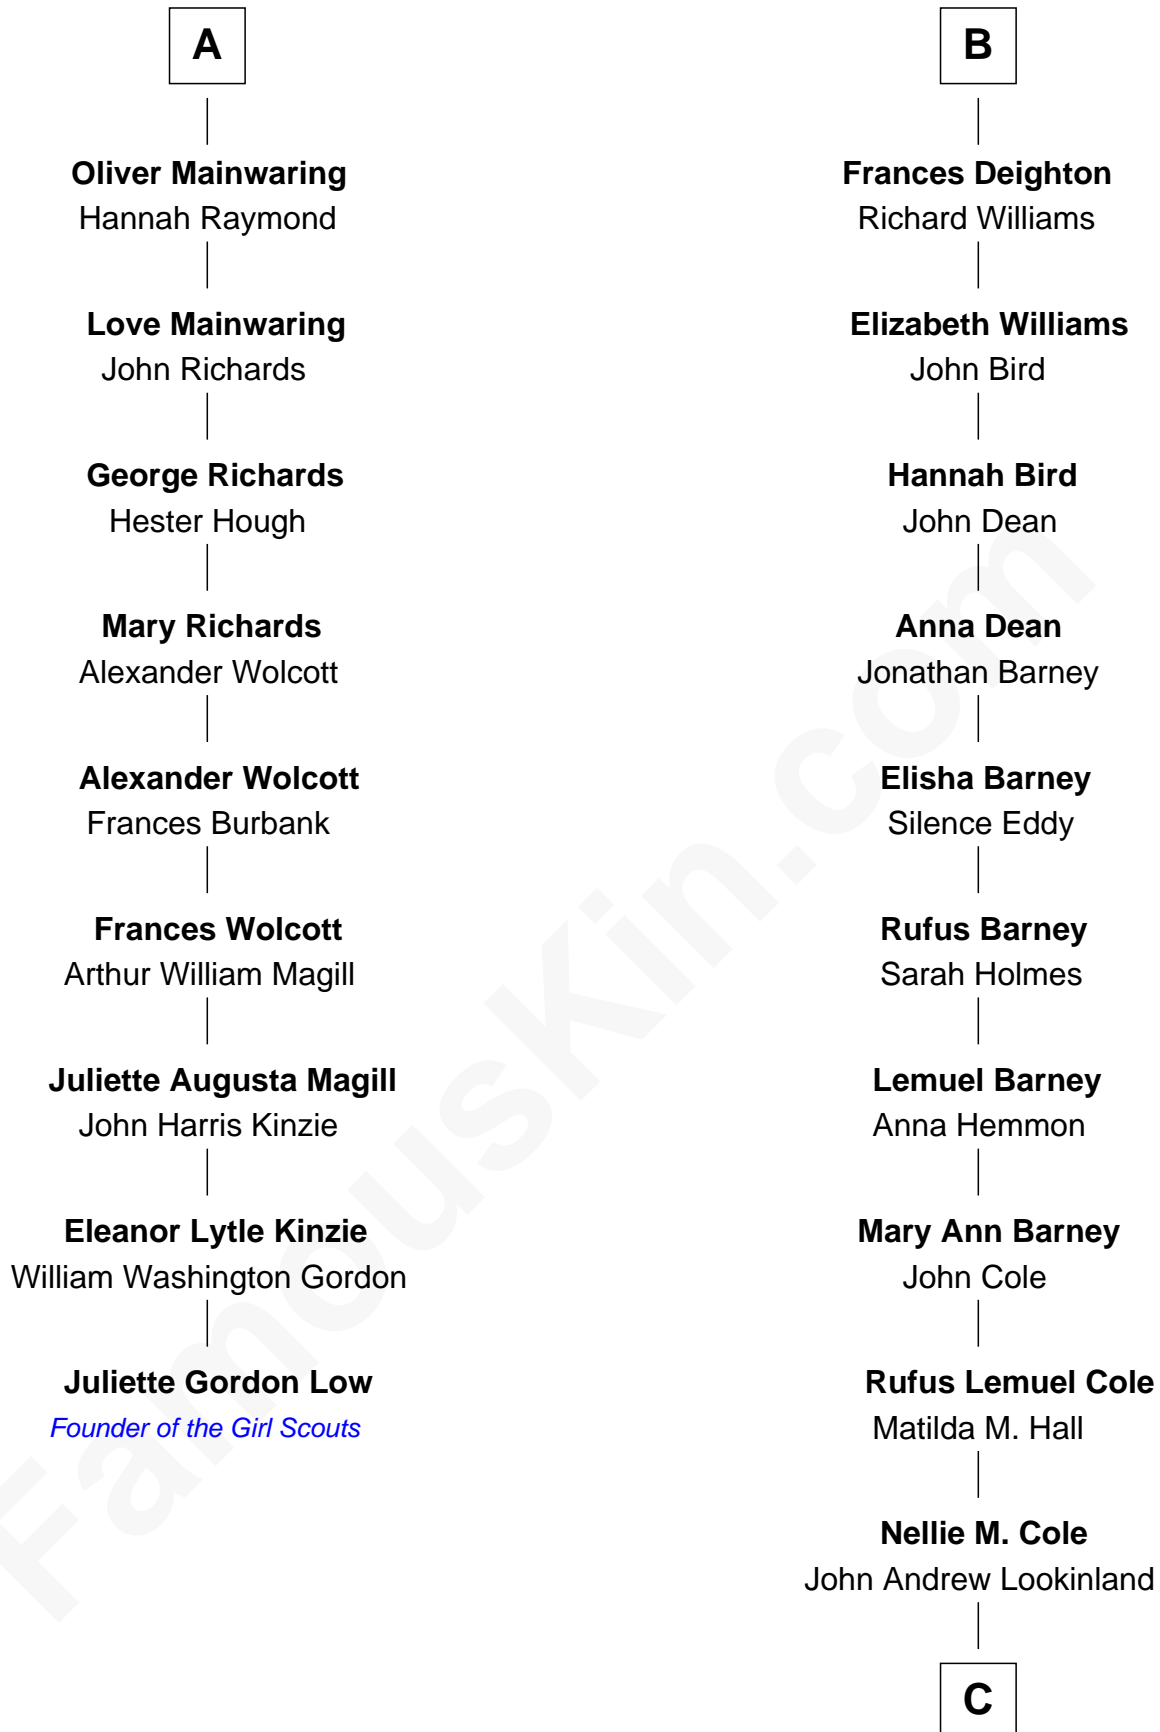 A
Oliver Mainwaring
Hannah Raymond
Love Mainwaring
John Richards
George Richards
Hester Hough
Mary Richards
Alexander Wolcott
Alexander Wolcott
Frances Burbank
Frances Wolcott
Arthur William Magill
Juliette Augusta Magill
John Harris Kinzie
Eleanor Lytle Kinzie
William Washington Gordon
Juliette Gordon Low
Founder of the Girl Scouts
B
Frances Deighton
Richard Williams
Elizabeth Williams
John Bird
Hannah Bird
John Dean
Anna Dean
Jonathan Barney
Elisha Barney
Silence Eddy
Rufus Barney
Sarah Holmes
Lemuel Barney
Anna Hemmon
Mary Ann Barney
John Cole
Rufus Lemuel Cole
Matilda M. Hall
Nellie M. Cole
John Andrew Lookinland
C
FamousKin.com